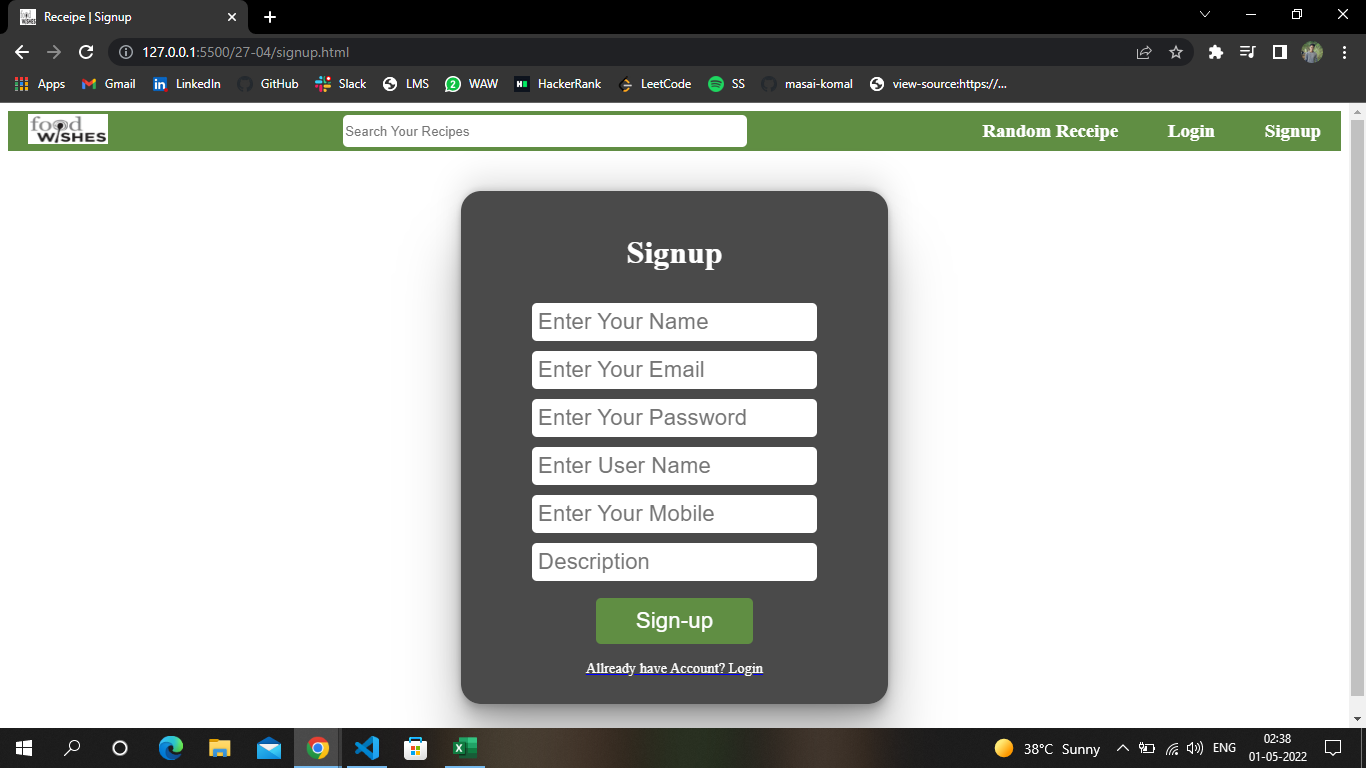 Receipe | Signup
127.0.0.1:5500/27-04/signup.html
Apps Gmail LinkedIn GitHub Slack LMS 2 WAW HackerRank LeetCode SS masai-komal view-source:https://...
food WISHES Search Your Recipes Random Receipe Login Signup
Signup
Enter Your Name
Enter Your Email
Enter Your Password
Enter User Name
Enter Your Mobile
Description
Sign-up
Allready have Account? Login
38°C Sunny ENG 02:38
01-05-2022